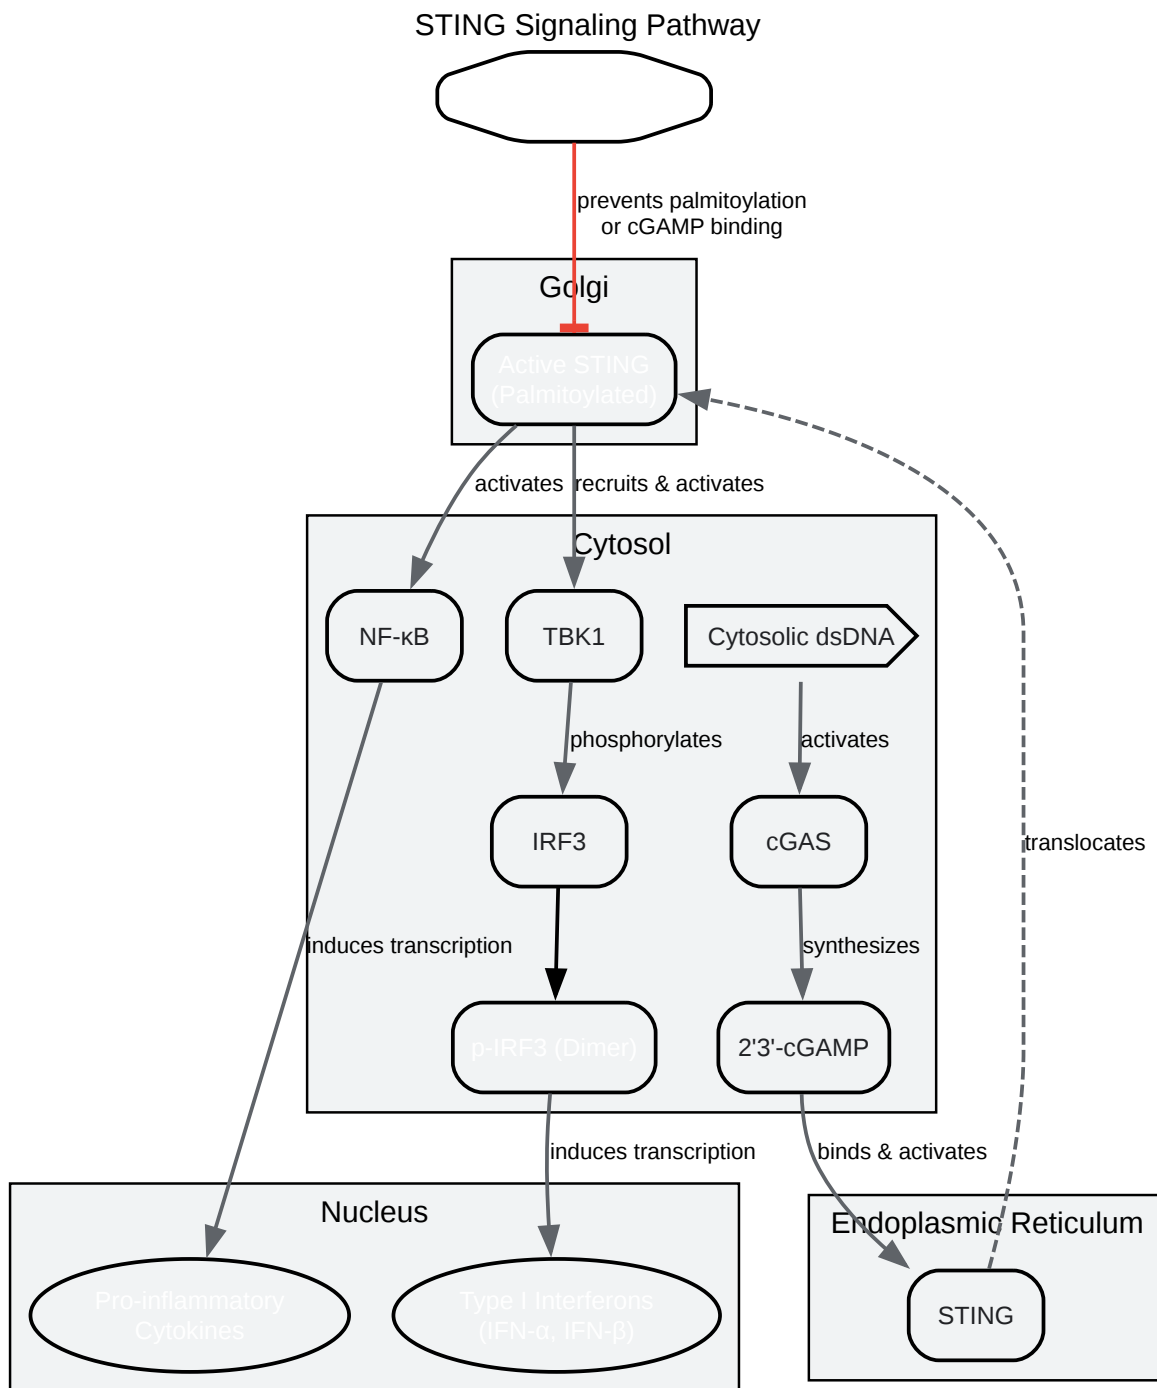 STING Signaling Pathway
prevents palmitoylation
or cGAMP binding
Golgi
Active STING
(Palmitoylated)
activates
recruits & activates
Cytosol
NF-κB
TBK1
Cytosolic dsDNA
phosphorylates
activates
IRF3
cGAS
translocates
induces transcription
synthesizes
p-IRF3 (Dimer)
2'3'-cGAMP
induces transcription
binds & activates
Nucleus
Endoplasmic Reticulum
Pro-inflammatory
Cytokines
Type I Interferons
(IFN-α, IFN-β)
STING